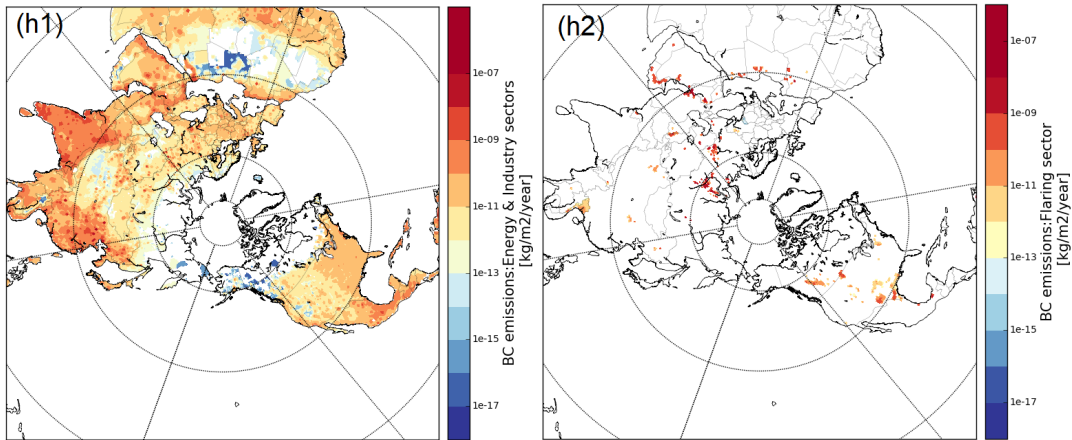 (h1)
1e-07
1e-09
1e-11
1e-13
1e-15
1e-17
BC emissions:Energy & Industry sectors
[kg/m2/year]
(h2)
1e-07
1e-09
1e-11
1e-13
1e-15
1e-17
BC emissions:Flaring sector
[kg/m2/year]